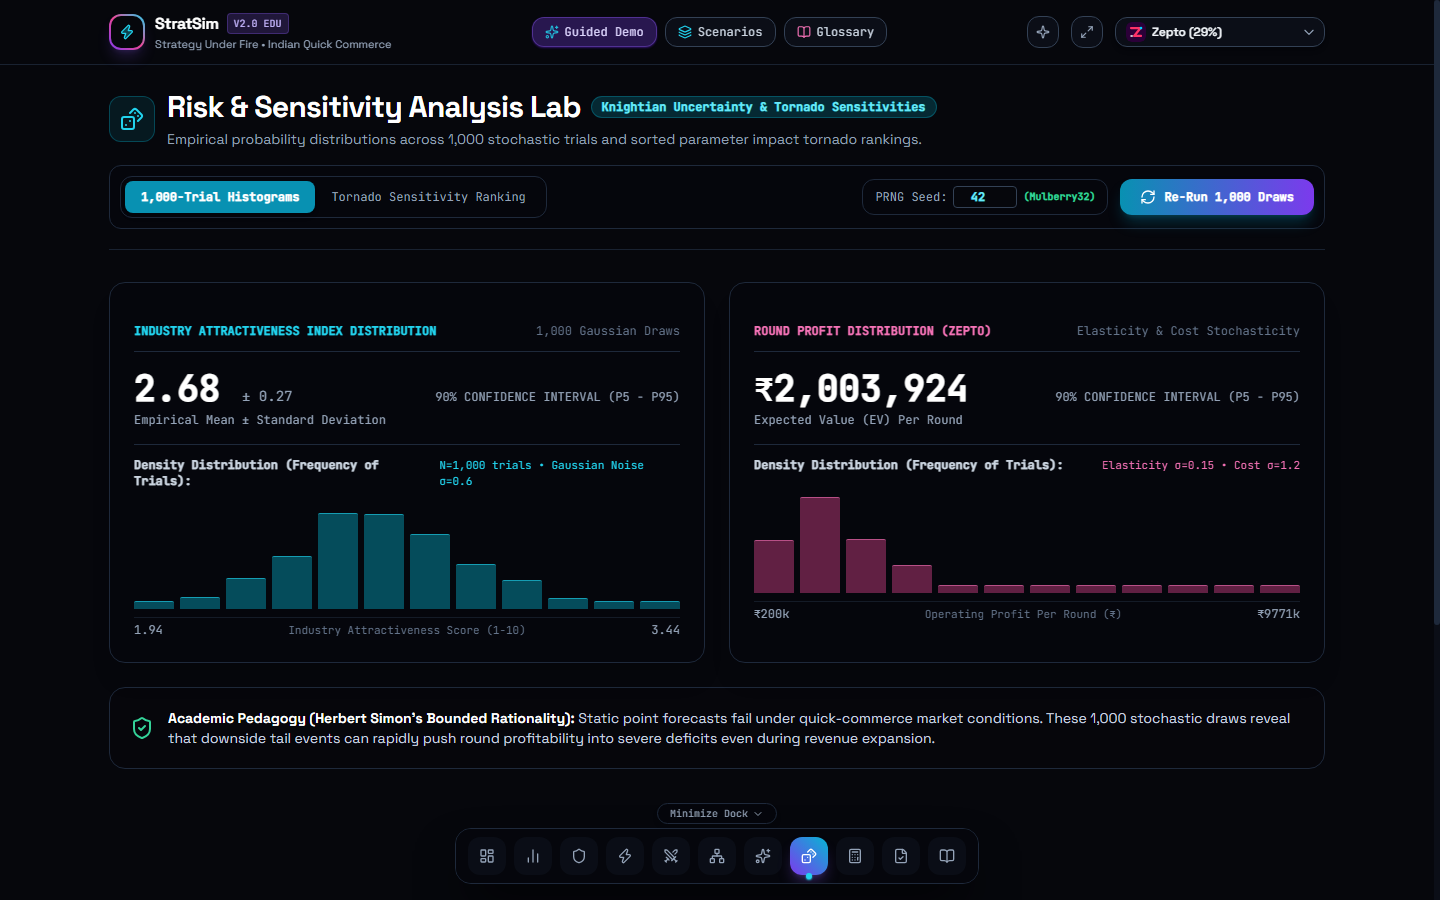 StratSim V2.0 EDU
Strategy Under Fire • Indian Quick Commerce
Guided Demo
Scenarios
Glossary
Zepto (29%)
Risk & Sensitivity Analysis Lab
Knightian Uncertainty & Tornado Sensitivities
Empirical probability distributions across 1,000 stochastic trials and sorted parameter impact tornado rankings.
1,000-Trial Histograms
Tornado Sensitivity Ranking
PRNG Seed: 42 (Mulberry32)
Re-Run 1,000 Draws
INDUSTRY ATTRACTIVENESS INDEX DISTRIBUTION
1,000 Gaussian Draws
2.68 ± 0.27
90% CONFIDENCE INTERVAL (P5 - P95)
Empirical Mean ± Standard Deviation
Density Distribution (Frequency of
Trials):
N=1,000 trials • Gaussian Noise
σ=0.6
1.94
Industry Attractiveness Score (1-10)
3.44
ROUND PROFIT DISTRIBUTION (ZEPTO)
Elasticity & Cost Stochasticity
₹2,003,924
90% CONFIDENCE INTERVAL (P5 - P95)
Expected Value (EV) Per Round
Density Distribution (Frequency of Trials):
Elasticity σ=0.15 • Cost σ=1.2
₹200k
Operating Profit Per Round (₹)
₹9771k
Academic Pedagogy (Herbert Simon's Bounded Rationality): Static point forecasts fail under quick-commerce market conditions. These 1,000 stochastic draws reveal
that downside tail events can rapidly push round profitability into severe deficits even during revenue expansion.
Minimize Dock